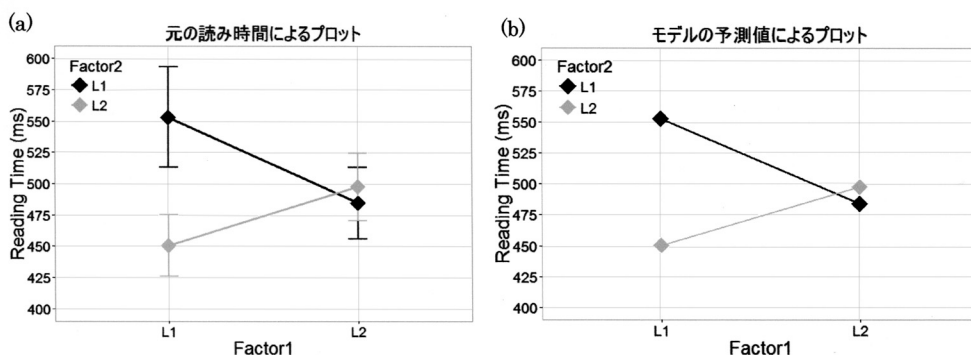 (a)
元の読み時間によるプロット
Reading Time (ms)
600
575
550
525
500
475
450
425
400
Factor2
L1
L2
L1
L2
Factor1
(b)
モデルの予測値によるプロット
Reading Time (ms)
600
575
550
525
500
475
450
425
400
Factor2
L1
L2
L1
L2
Factor1